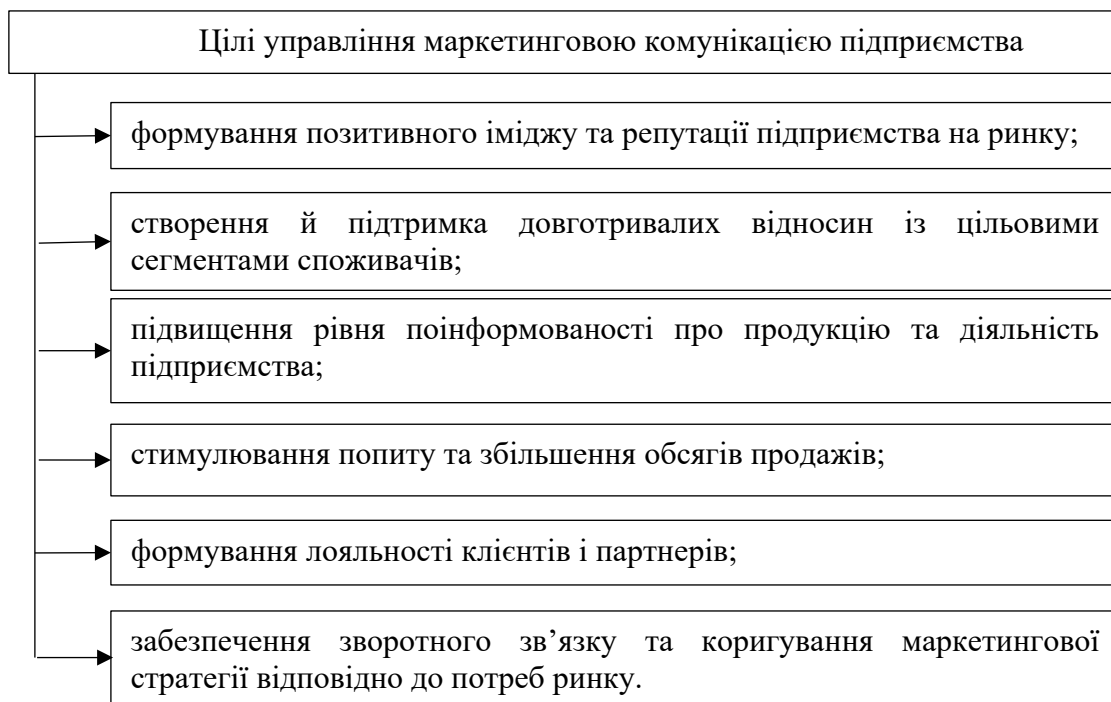 Цілі управління маркетинговою комунікацією підприємства
формування позитивного іміджу та репутації підприємства на ринку;
створення й підтримка довготривалих відносин із цільовими
сегментами споживачів;
підвищення рівня поінформованості про продукцію та діяльність
підприємства;
стимулювання попиту та збільшення обсягів продажів;
формування лояльності клієнтів і партнерів;
забезпечення зворотного зв’язку та коригування маркетингової
стратегії відповідно до потреб ринку.